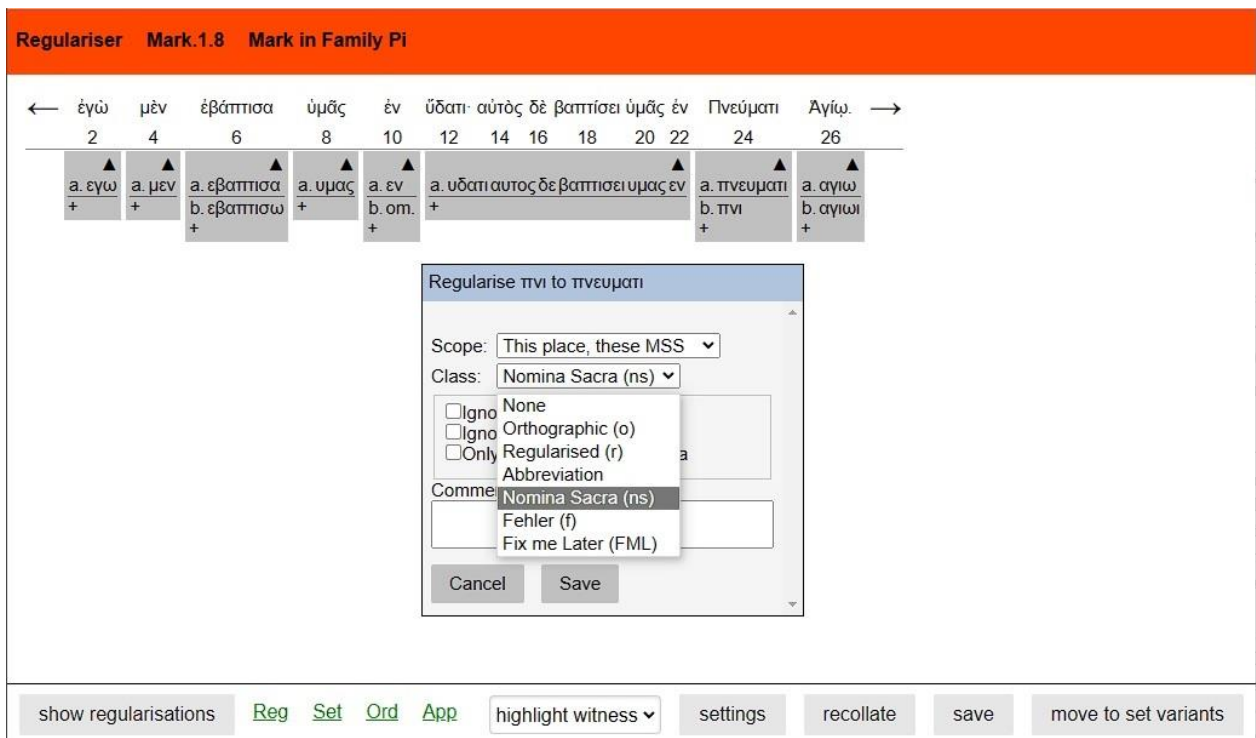 Regulariser Mark.1.8 Mark in Family Pi
← ἐγὼ μὲν ἐβάπτισα ὑμᾶς ἐν ὕδατι· αὐτὸς δὲ βαπτίσει ὑμᾶς ἐν Πνεύματι Ἁγίῳ. →
2 4 6 8 10 12 14 16 18 20 22 24 26
▲ ▲ ▲ ▲ ▲ ▲ ▲ ▲
a. εγω a. μεν a. εβαπτισα a. υμας a. εν a. υδατι αυτος δε βαπτισει υμας εν a. πνευματι a. αγιω
+ + b. εβαπτισω + b. om. + b. πνι b. αγιωι
+ + + +
Regularise πνι to πνευματι
Scope: This place, these MSS
Class: Nomina Sacra (ns)
None
Igno
Orthographic (o)
Igno
Regularised (r)
Only a
Abbreviation
Comme
Nomina Sacra (ns)
Fehler (f)
Fix me Later (FML)
Cancel Save
show regularisations Reg Set Ord App highlight witness settings recollate save move to set variants